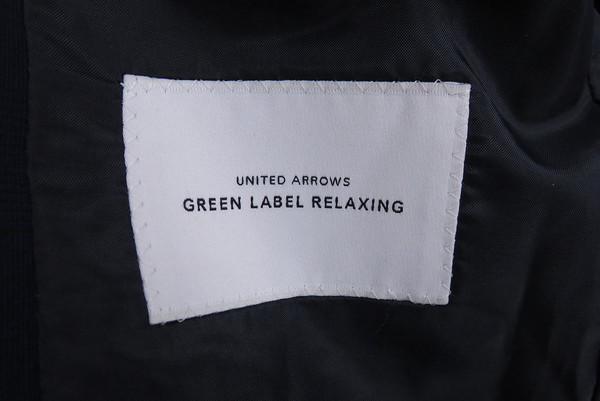 UNITED ARROWS
GREEN LABEL RELAXING